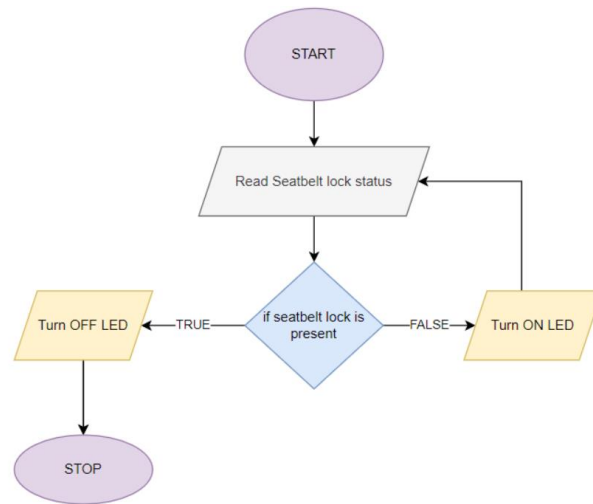 START
Read Seatbelt lock status
if seatbelt lock is
present
Turn OFF LED
TRUE
FALSE
Turn ON LED
STOP